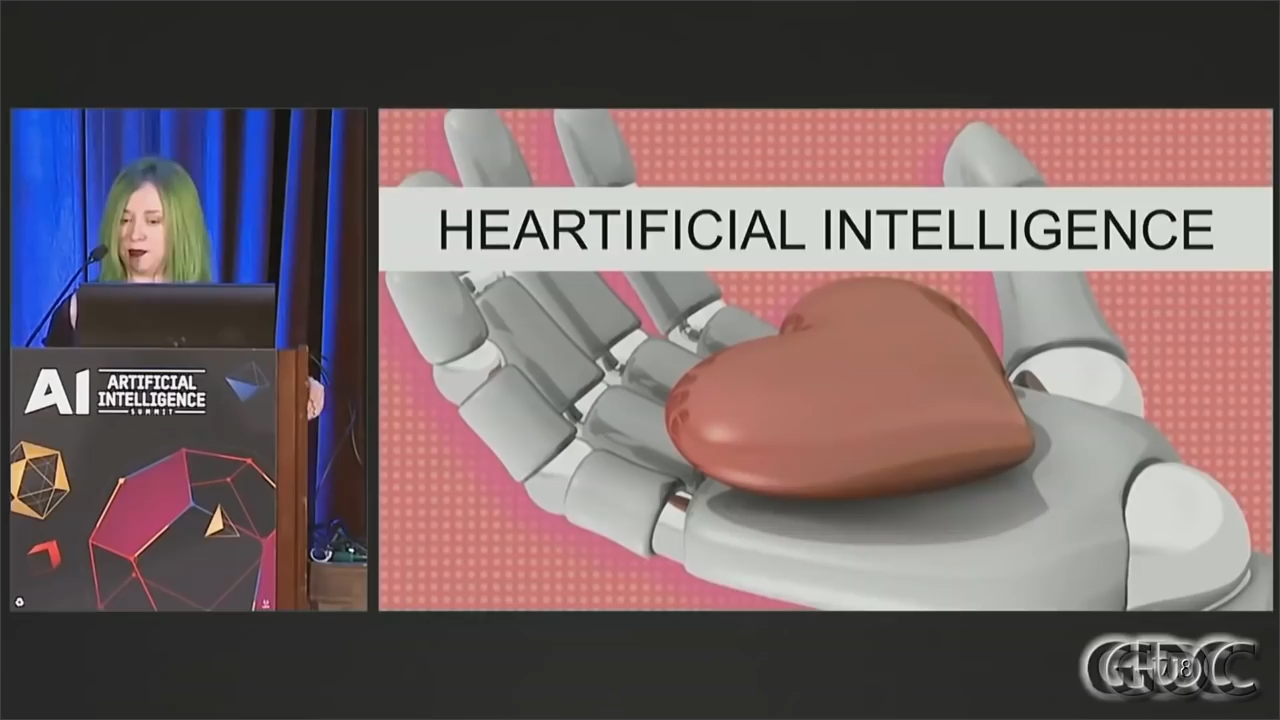 HEARTIFICIAL INTELLIGENCE
AI
ARTIFICIAL
INTELLIGENCE
SUMMIT